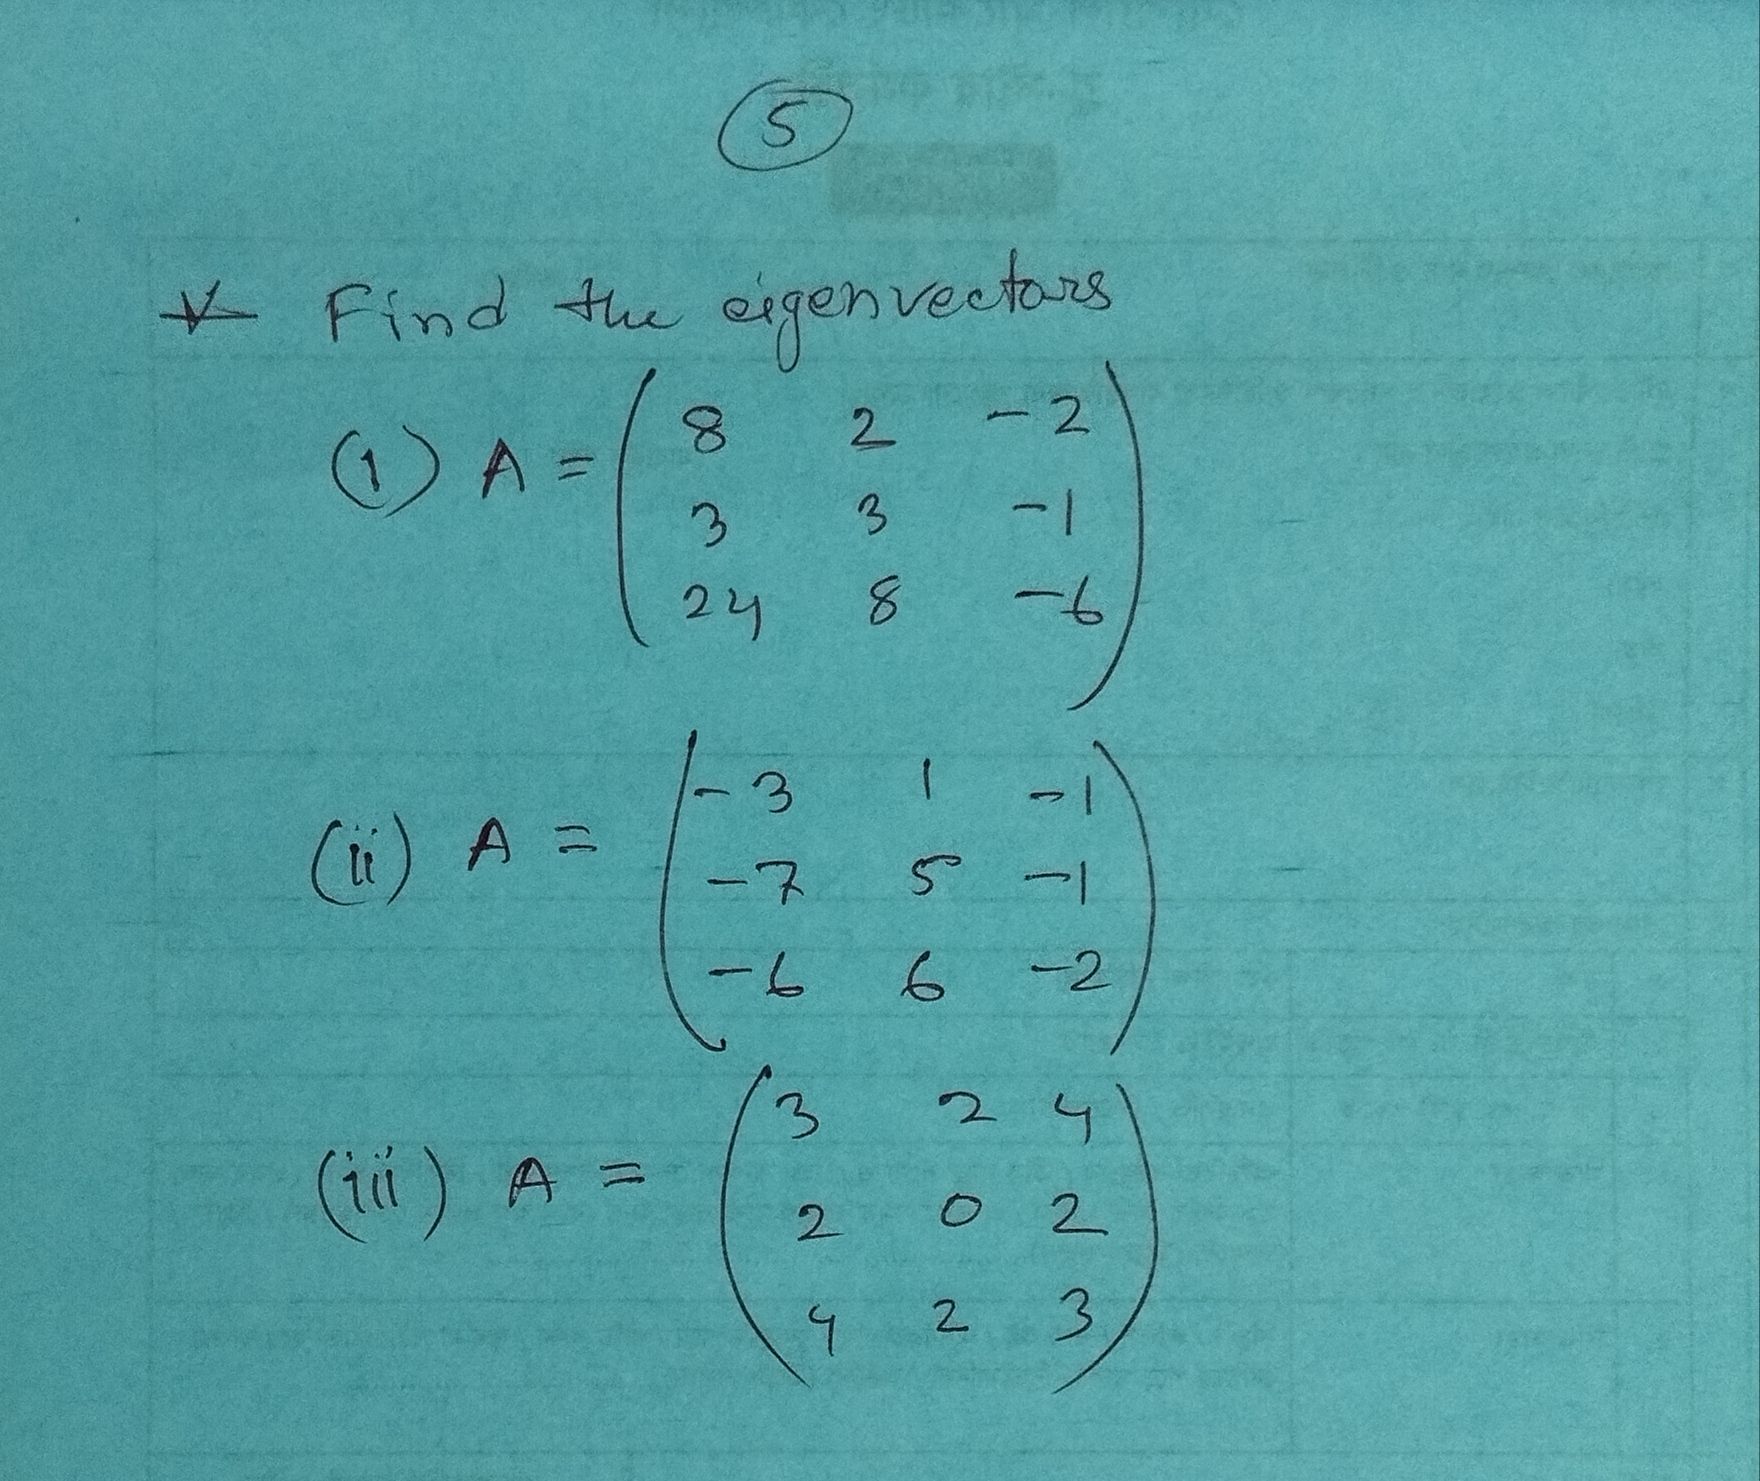 5
* Find the eigenvectors
(i) A = ( 8 2 -2
3 3 -1
24 8 -6 )
(ii) A = ( -3 1 -1
-7 5 -1
-6 6 -2 )
(iii) A = ( 3 2 4
2 0 2
4 2 3 )